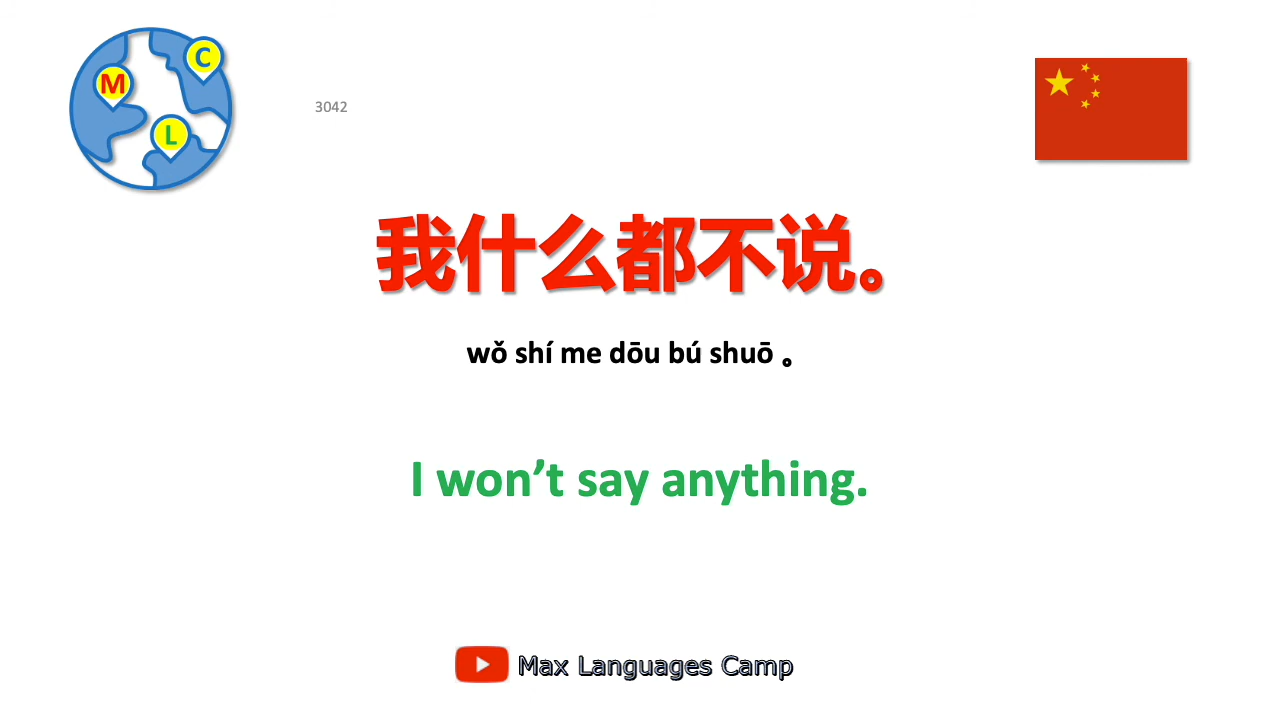 M
C
L
3042
我什么都不说。
wǒ shí me dōu bú shuō 。
I won’t say anything.
Max Languages Camp